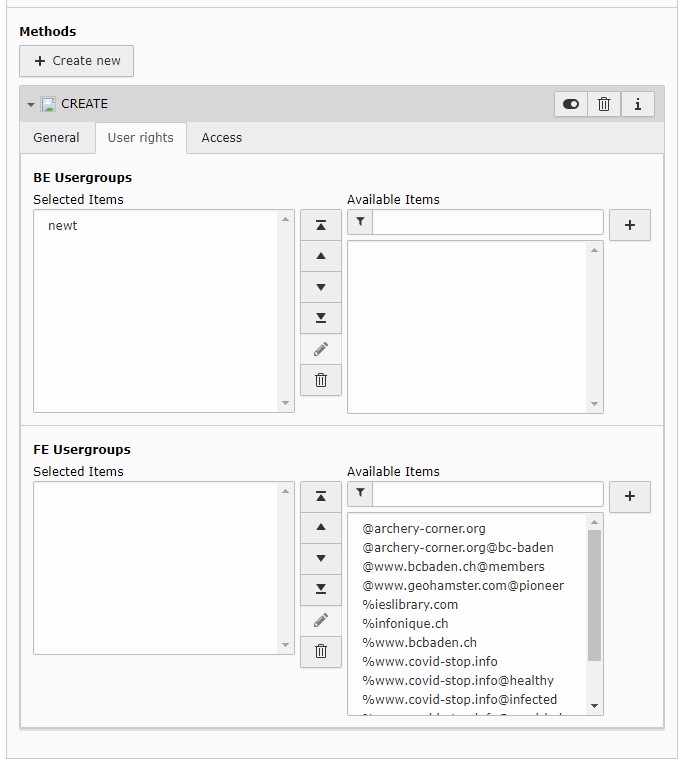 Methods
+ Create new
CREATE
General User rights Access
BE Usergroups
Selected Items
Available Items
newt
FE Usergroups
Selected Items
Available Items
@archery-corner.org
@archery-corner.org@bc-baden
@www.bcbaden.ch@members
@www.geohamster.com@pioneer
%ieslibrary.com
%infonique.ch
%www.bcbaden.ch
%www.covid-stop.info
%www.covid-stop.info@healthy
%www.covid-stop.info@infected